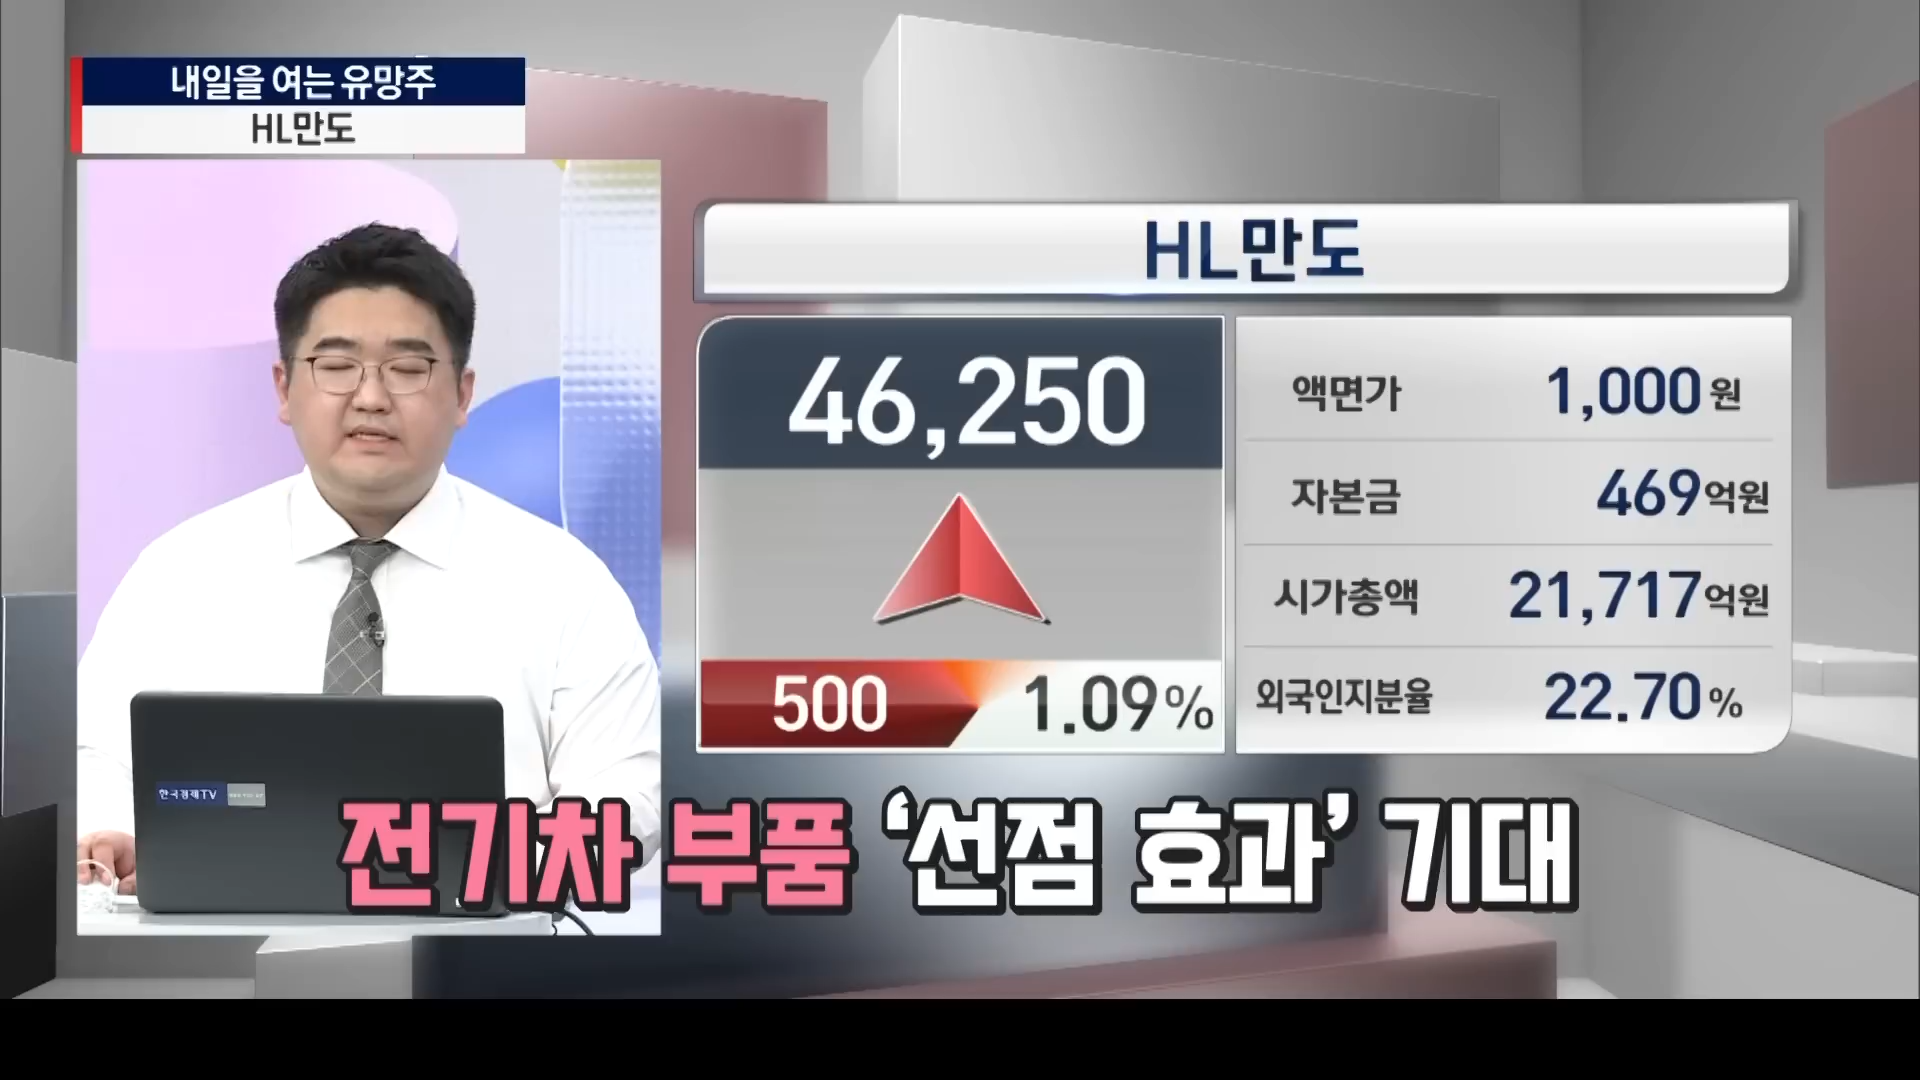 내일을 여는 유망주
HL만도
HL만도
46,250
500 1.09%
액면가 1,000 원
자본금 469억원
시가총액 21,717억원
외국인지분율 22.70 %
한국경제TV
전기차 부품 ‘선점 효과’ 기대